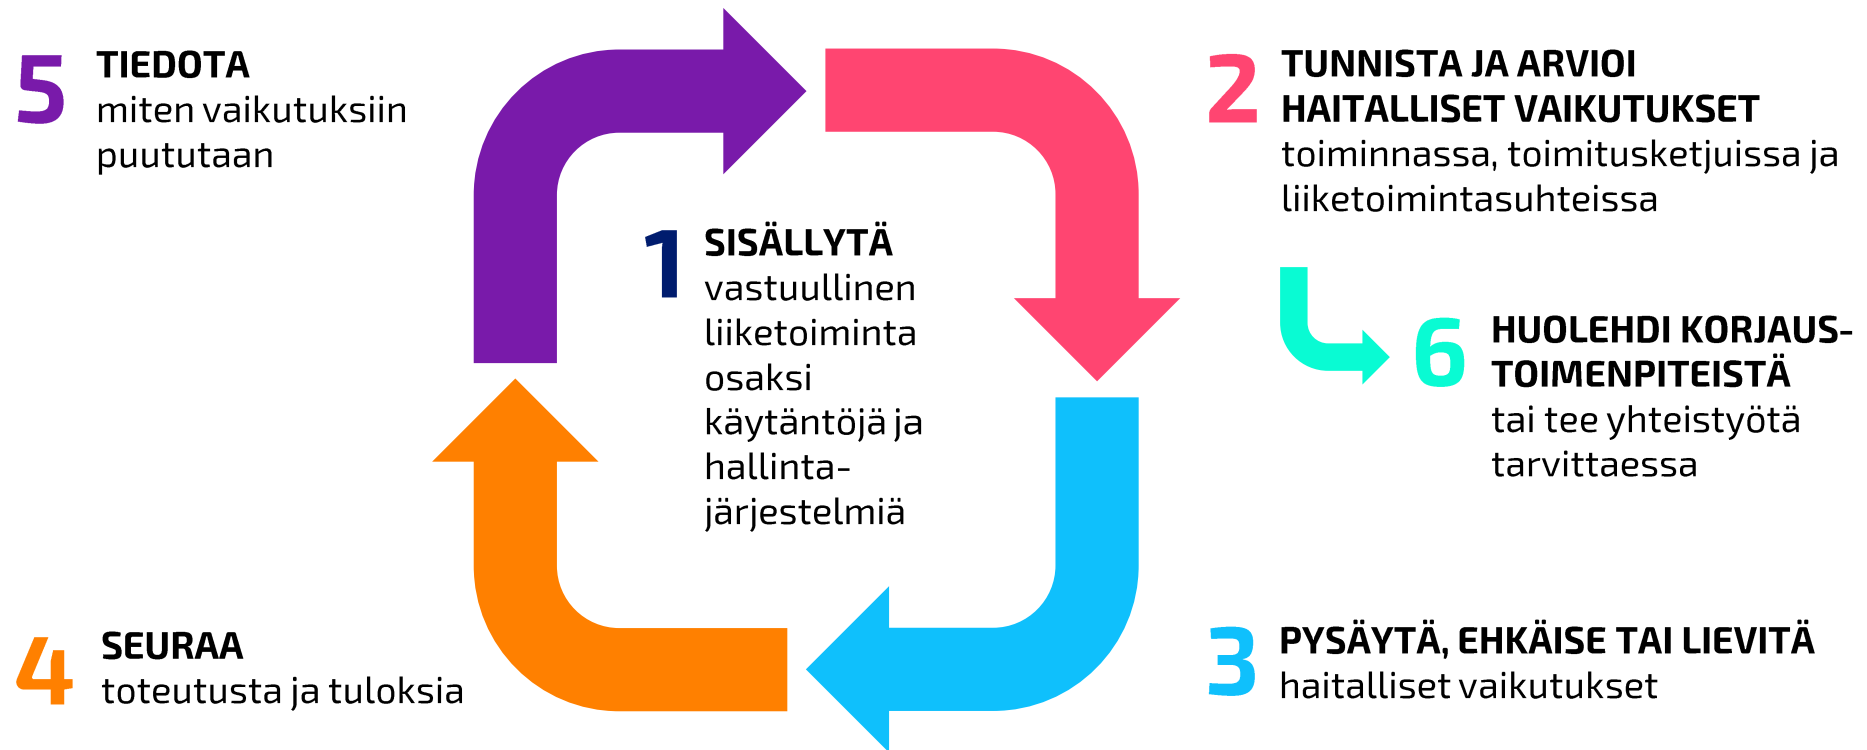 5 TIEDOTA
miten vaikutuksiin
puututaan
2 TUNNISTA JA ARVIOI
HAITALLISET VAIKUTUKSET
toiminnassa, toimitusketjuissa ja
liiketoimintasuhteissa
1 SISÄLLYTÄ
vastuullinen
liiketoiminta
osaksi
käytäntöjä ja
hallinta-
järjestelmiä
6 HUOLEHDI KORJAUS-
TOIMENPITEISTÄ
tai tee yhteistyötä
tarvittaessa
4 SEURAA
toteutusta ja tuloksia
3 PYSÄYTÄ, EHKÄISE TAI LIEVITÄ
haitalliset vaikutukset